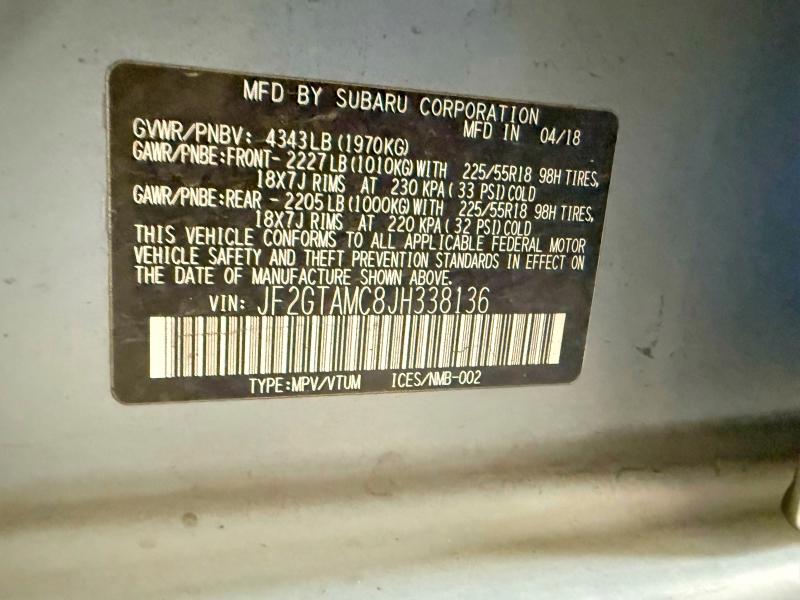 MFD BY SUBARU CORPORATION
MFD IN 04/18
GVWR/PNBV: 4343LB (1970KG)
GAWR/PNBE:FRONT- 2227LB (1010KG) WITH 225/55R18 98H TIRES,
18X7J RIMS AT 230 KPA (33 PSI) COLD
GAWR/PNBE:REAR - 2205LB (1000KG) WITH 225/55R18 98H TIRES,
18X7J RIMS AT 220 KPA (32 PSI) COLD
THIS VEHICLE CONFORMS TO ALL APPLICABLE FEDERAL MOTOR
VEHICLE SAFETY AND THEFT PREVENTION STANDARDS IN EFFECT ON
THE DATE OF MANUFACTURE SHOWN ABOVE.
VIN: JF2GTAMC8JH338136
TYPE:MPV/VTUM ICES/NMB-002